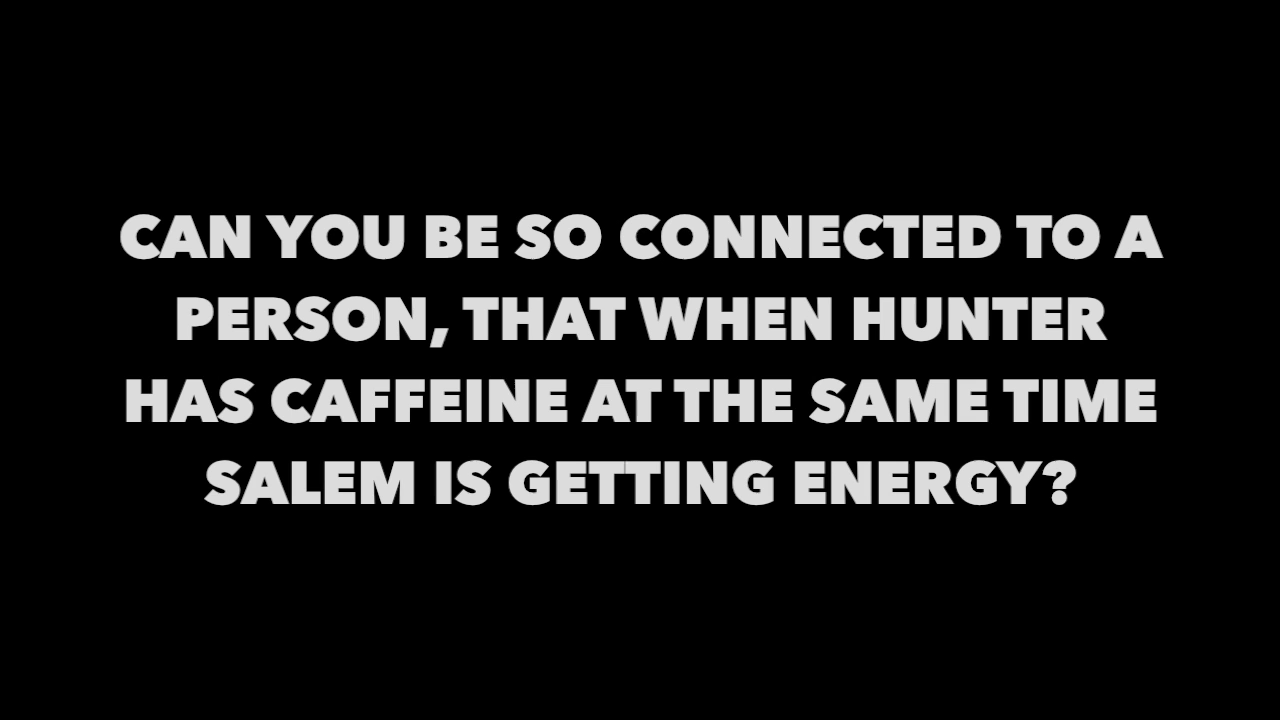 CAN YOU BE SO CONNECTED TO A
PERSON, THAT WHEN HUNTER
HAS CAFFEINE AT THE SAME TIME
SALEM IS GETTING ENERGY?